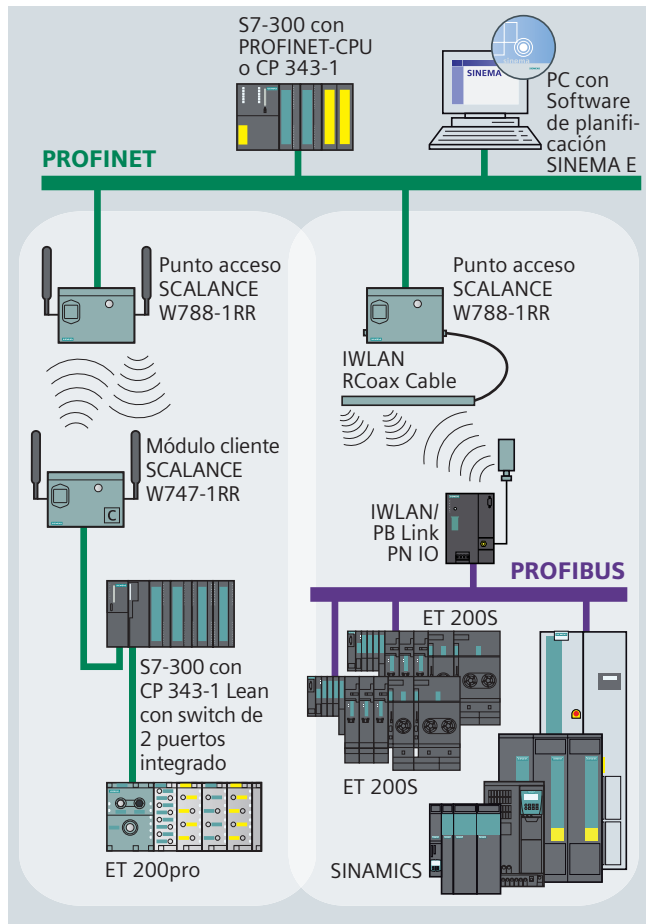 S7-300 con
PROFINET-CPU
o CP 343-1
sinema
SINEMA
PC con
Software
de planifi-
cación
SINEMA E
PROFINET
Punto acceso
SCALANCE
W788-1RR
Punto acceso
SCALANCE
W788-1RR
IWLAN
RCoax Cable
Módulo cliente
SCALANCE
W747-1RR
C
IWLAN/
PB Link
PN IO
PROFIBUS
ET 200S
S7-300 con
CP 343-1 Lean
con switch de
2 puertos
integrado
ET 200S
ET 200pro
SINAMICS